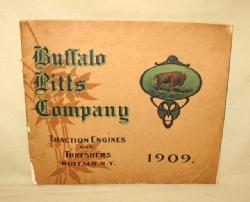 Buffalo
Pitts
Company
TRACTION ENGINES
AND
THRESHERS
BUFFALO N.Y.
1909.